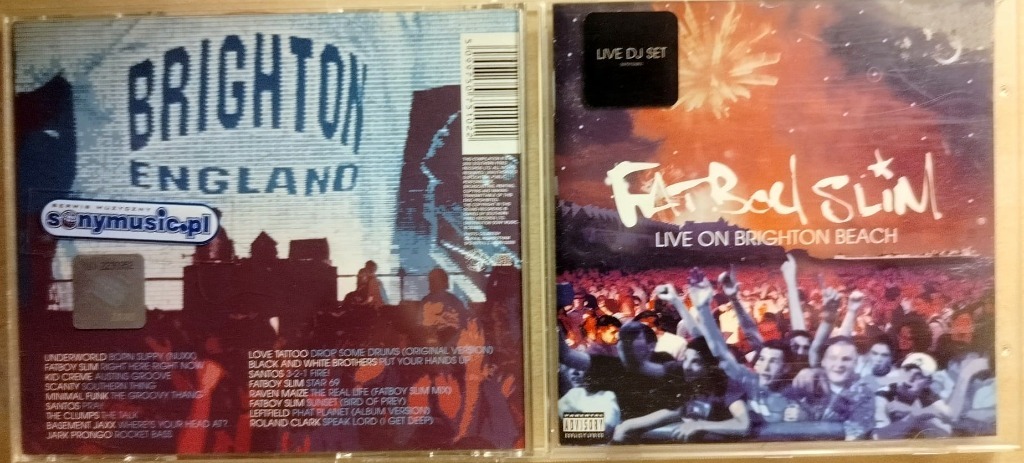 BRIGHTON
ENGLAND
SERWIS MUZYCZNY
sonymusic.pl
UNDERWORLD BORN SLIPPY (NUXX)
FATBOY SLIM RIGHT HERE RIGHT NOW
KID CREME AUSTINS GROOVE
SCANTY SOUTHERN THING
MINIMAL FUNK THE GROOVY THANG
SANTOS PRAY
THE CLUMPS THE TALK
BASEMENT JAXX WHERE'S YOUR HEAD AT?
JARK PRONGO ROCKET BASS
LOVE TATTOO DROP SOME DRUMS (ORIGINAL VERSION)
BLACK AND WHITE BROTHERS PUT YOUR HANDS UP
SANTOS 3-2-1 FIRE!
FATBOY SLIM STAR 69
RAVEN MAIZE THE REAL LIFE (FATBOY SLIM MIX)
FATBOY SLIM SUNSET (BIRD OF PREY)
LEFTFIELD PHAT PLANET (ALBUM VERSION)
ROLAND CLARK SPEAK LORD (I GET DEEP)
LIVE DJ SET
FATBOY SLIM
LIVE ON BRIGHTON BEACH
PARENTAL
ADVISORY
EXPLICIT LYRICS